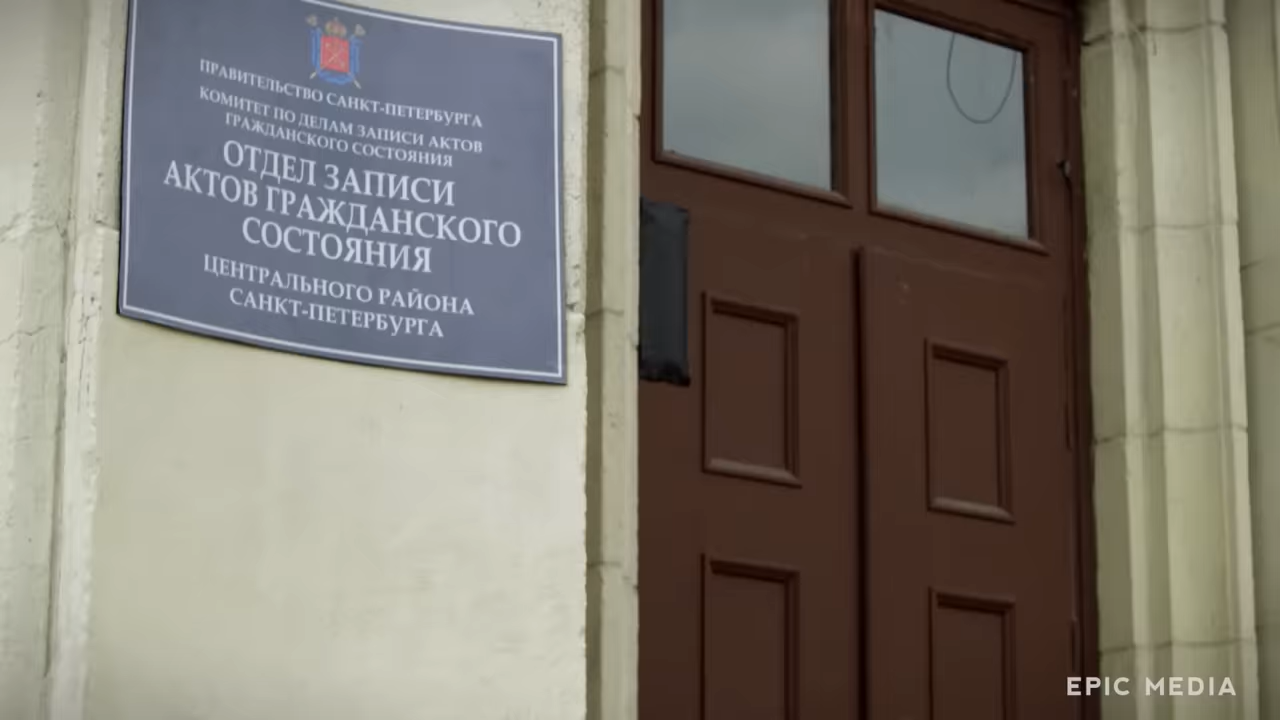 ПРАВИТЕЛЬСТВО САНКТ-ПЕТЕРБУРГА
КОМИТЕТ ПО ДЕЛАМ ЗАПИСИ АКТОВ
ГРАЖДАНСКОГО СОСТОЯНИЯ
ОТДЕЛ ЗАПИСИ
АКТОВ ГРАЖДАНСКОГО
СОСТОЯНИЯ
ЦЕНТРАЛЬНОГО РАЙОНА
САНКТ-ПЕТЕРБУРГА
EPIC MEDIA